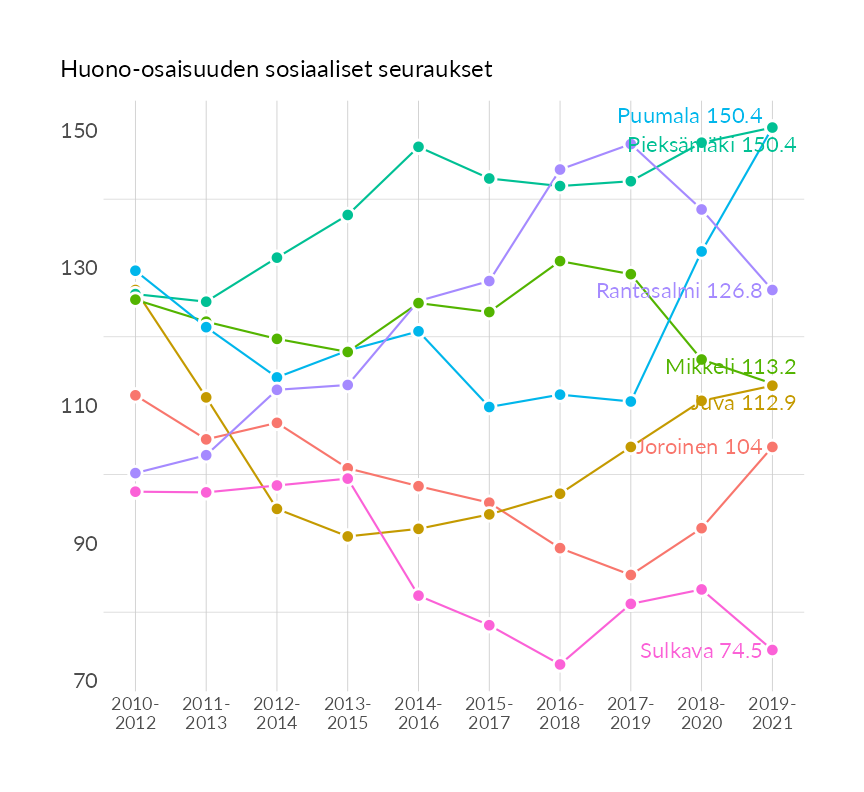 Huono-osaisuuden sosiaaliset seuraukset
150
130
110
90
70
Puumala 150.4
Pieksämäki 150.4
Rantasalmi 126.8
Mikkeli 113.2
Juva 112.9
Joroinen 104
Sulkava 74.5
2010- 2011- 2012- 2013- 2014- 2015- 2016- 2017- 2018- 2019-
2012 2013 2014 2015 2016 2017 2018 2019 2020 2021